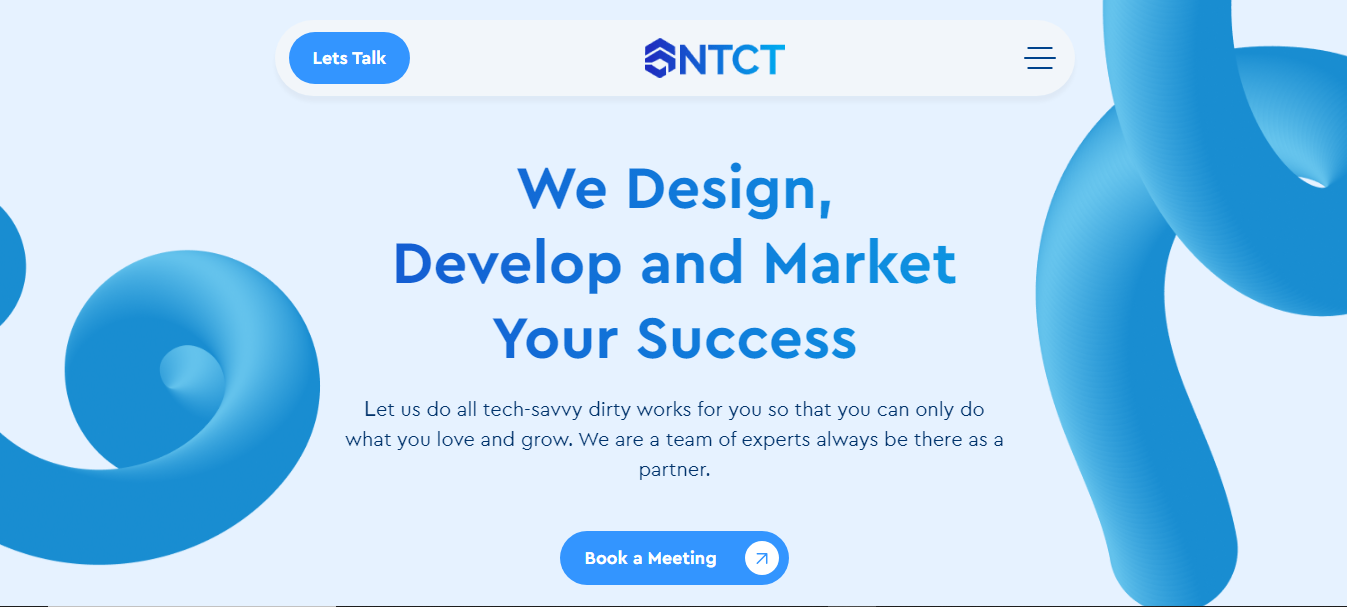 Lets Talk
NTCT
We Design,
Develop and Market
Your Success
Let us do all tech-savvy dirty works for you so that you can only do
what you love and grow. We are a team of experts always be there as a
partner.
Book a Meeting